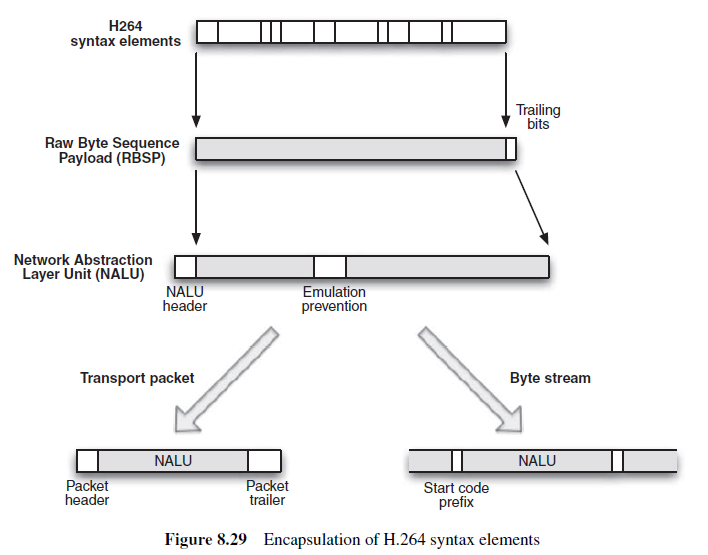 H264
syntax elements
Trailing
bits
Raw Byte Sequence
Payload (RBSP)
Network Abstraction
Layer Unit (NALU)
NALU
header
Emulation
prevention
Transport packet
Byte stream
NALU
NALU
Packet
header
Packet
trailer
Start code
prefix
Figure 8.29 Encapsulation of H.264 syntax elements